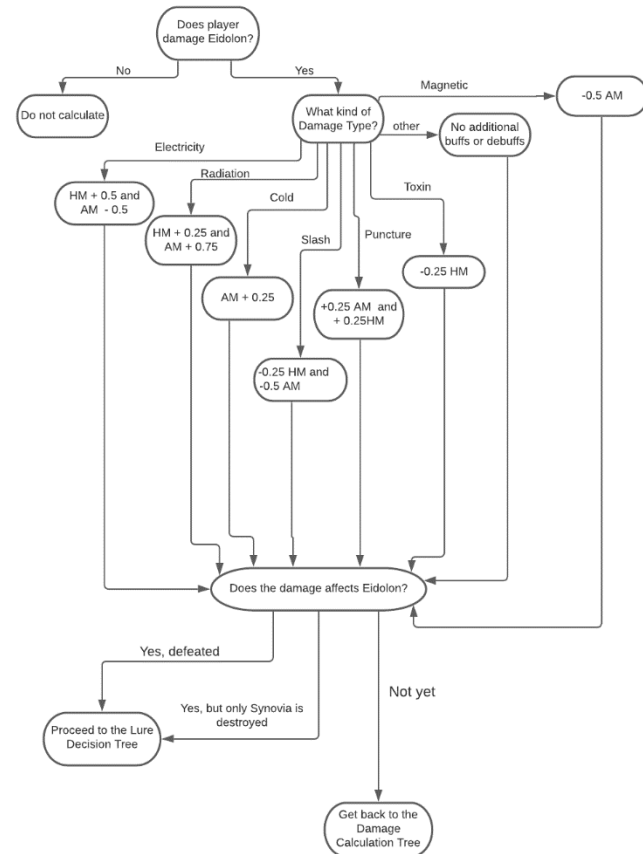 Does player
damage Eidolon?
No
Yes
Magnetic
-0.5 AM
Do not calculate
What kind of
Damage Type?
other
No additional
buffs or debuffs
Electricity
Radiation
Cold
Toxin
HM + 0.5 and
AM - 0.5
HM + 0.25 and
AM + 0.75
Slash
Puncture
-0.25 HM
AM + 0.25
+0.25 AM and
+ 0.25HM
-0.25 HM and
-0.5 AM
Does the damage affects Eidolon?
Yes, defeated
Yes, but only Synovia is
destroyed
Not yet
Proceed to the Lure
Decision Tree
Get back to the
Damage
Calculation Tree